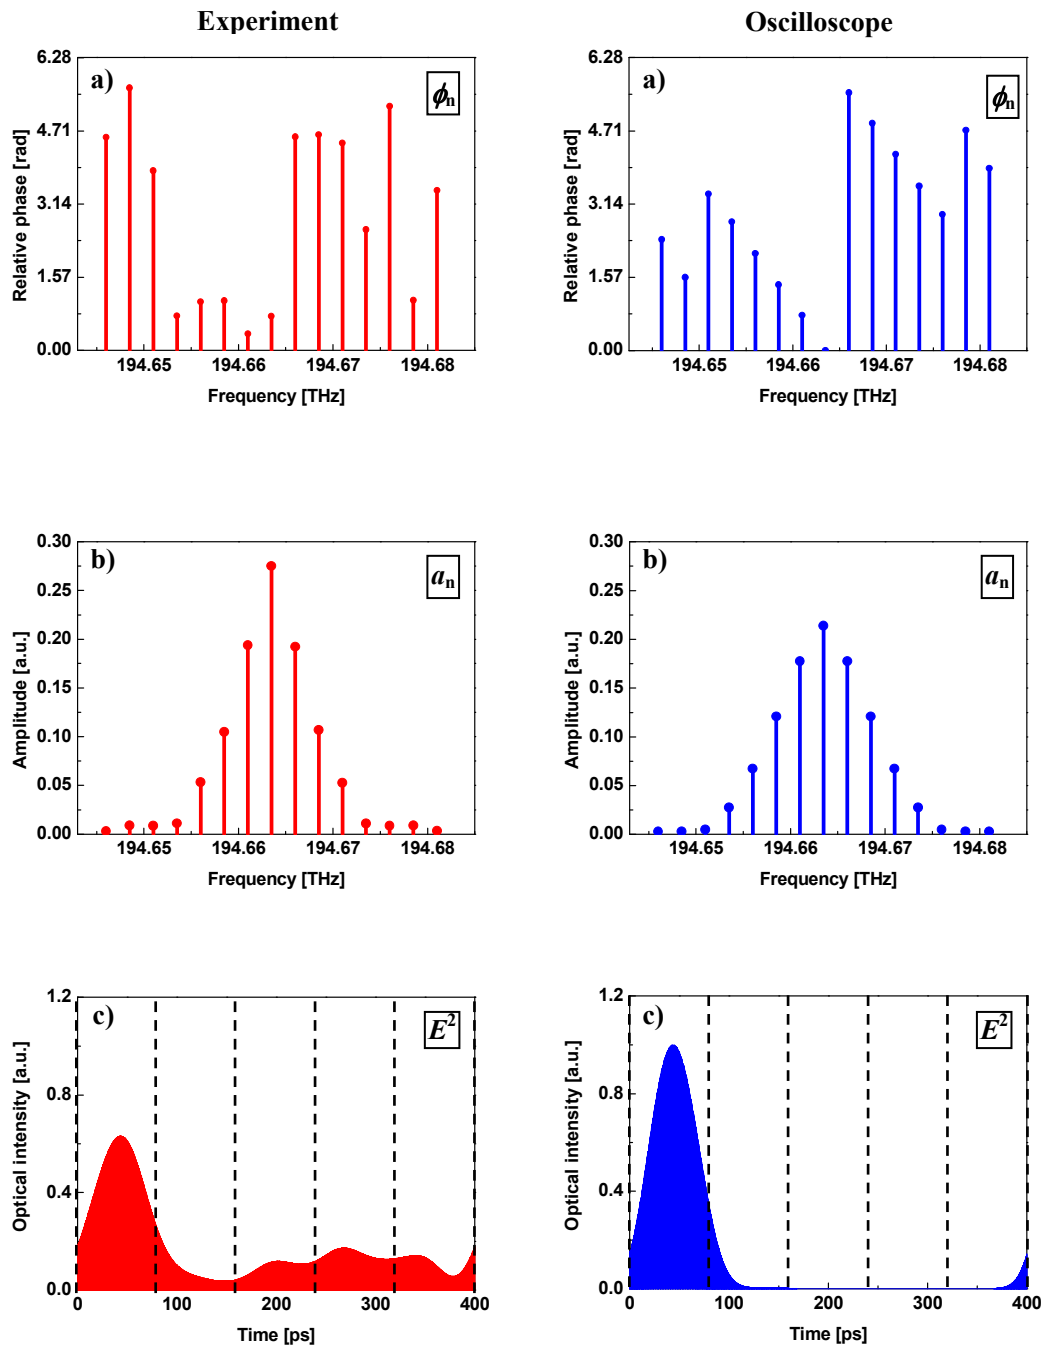 Experiment
Oscilloscope
a)
ϕn
6.28
4.71
3.14
1.57
0.00
Relative phase [rad]
194.65 194.66 194.67 194.68
Frequency [THz]
a)
ϕn
6.28
4.71
3.14
1.57
0.00
Relative phase [rad]
194.65 194.66 194.67 194.68
Frequency [THz]
b)
an
0.30
0.25
0.20
0.15
0.10
0.05
0.00
Amplitude [a.u.]
194.65 194.66 194.67 194.68
Frequency [THz]
b)
an
0.30
0.25
0.20
0.15
0.10
0.05
0.00
Amplitude [a.u.]
194.65 194.66 194.67 194.68
Frequency [THz]
c)
E²
1.2
0.8
0.4
0.0
Optical intensity [a.u.]
0 100 200 300 400
Time [ps]
c)
E²
1.2
0.8
0.4
0.0
Optical intensity [a.u.]
0 100 200 300 400
Time [ps]